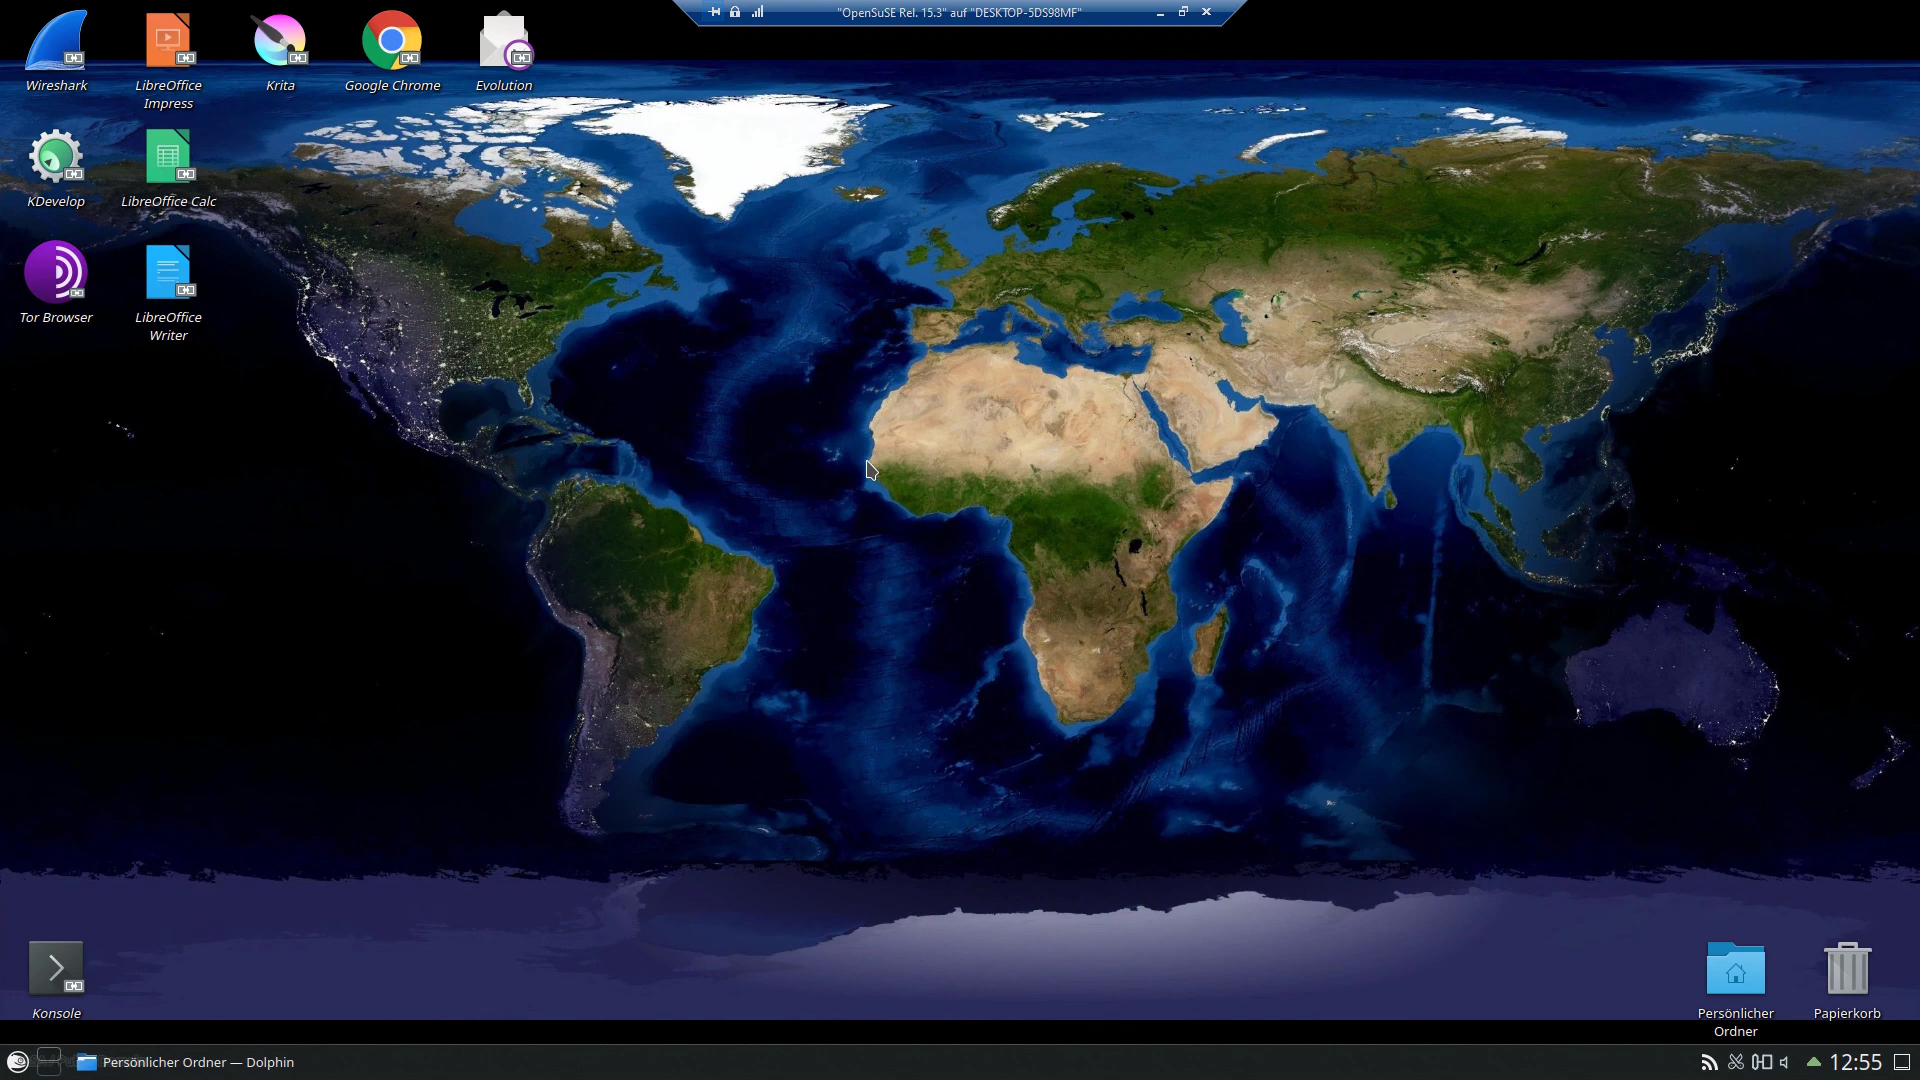 "OpenSuSE Rel. 15.3" auf "DESKTOP-5DS98MF"
Wireshark
LibreOffice
Impress
Krita
Google Chrome
Evolution
KDevelop
LibreOffice Calc
Tor Browser
LibreOffice
Writer
Konsole
Persönlicher
Ordner
Papierkorb
Persönlicher Ordner — Dolphin
12:55